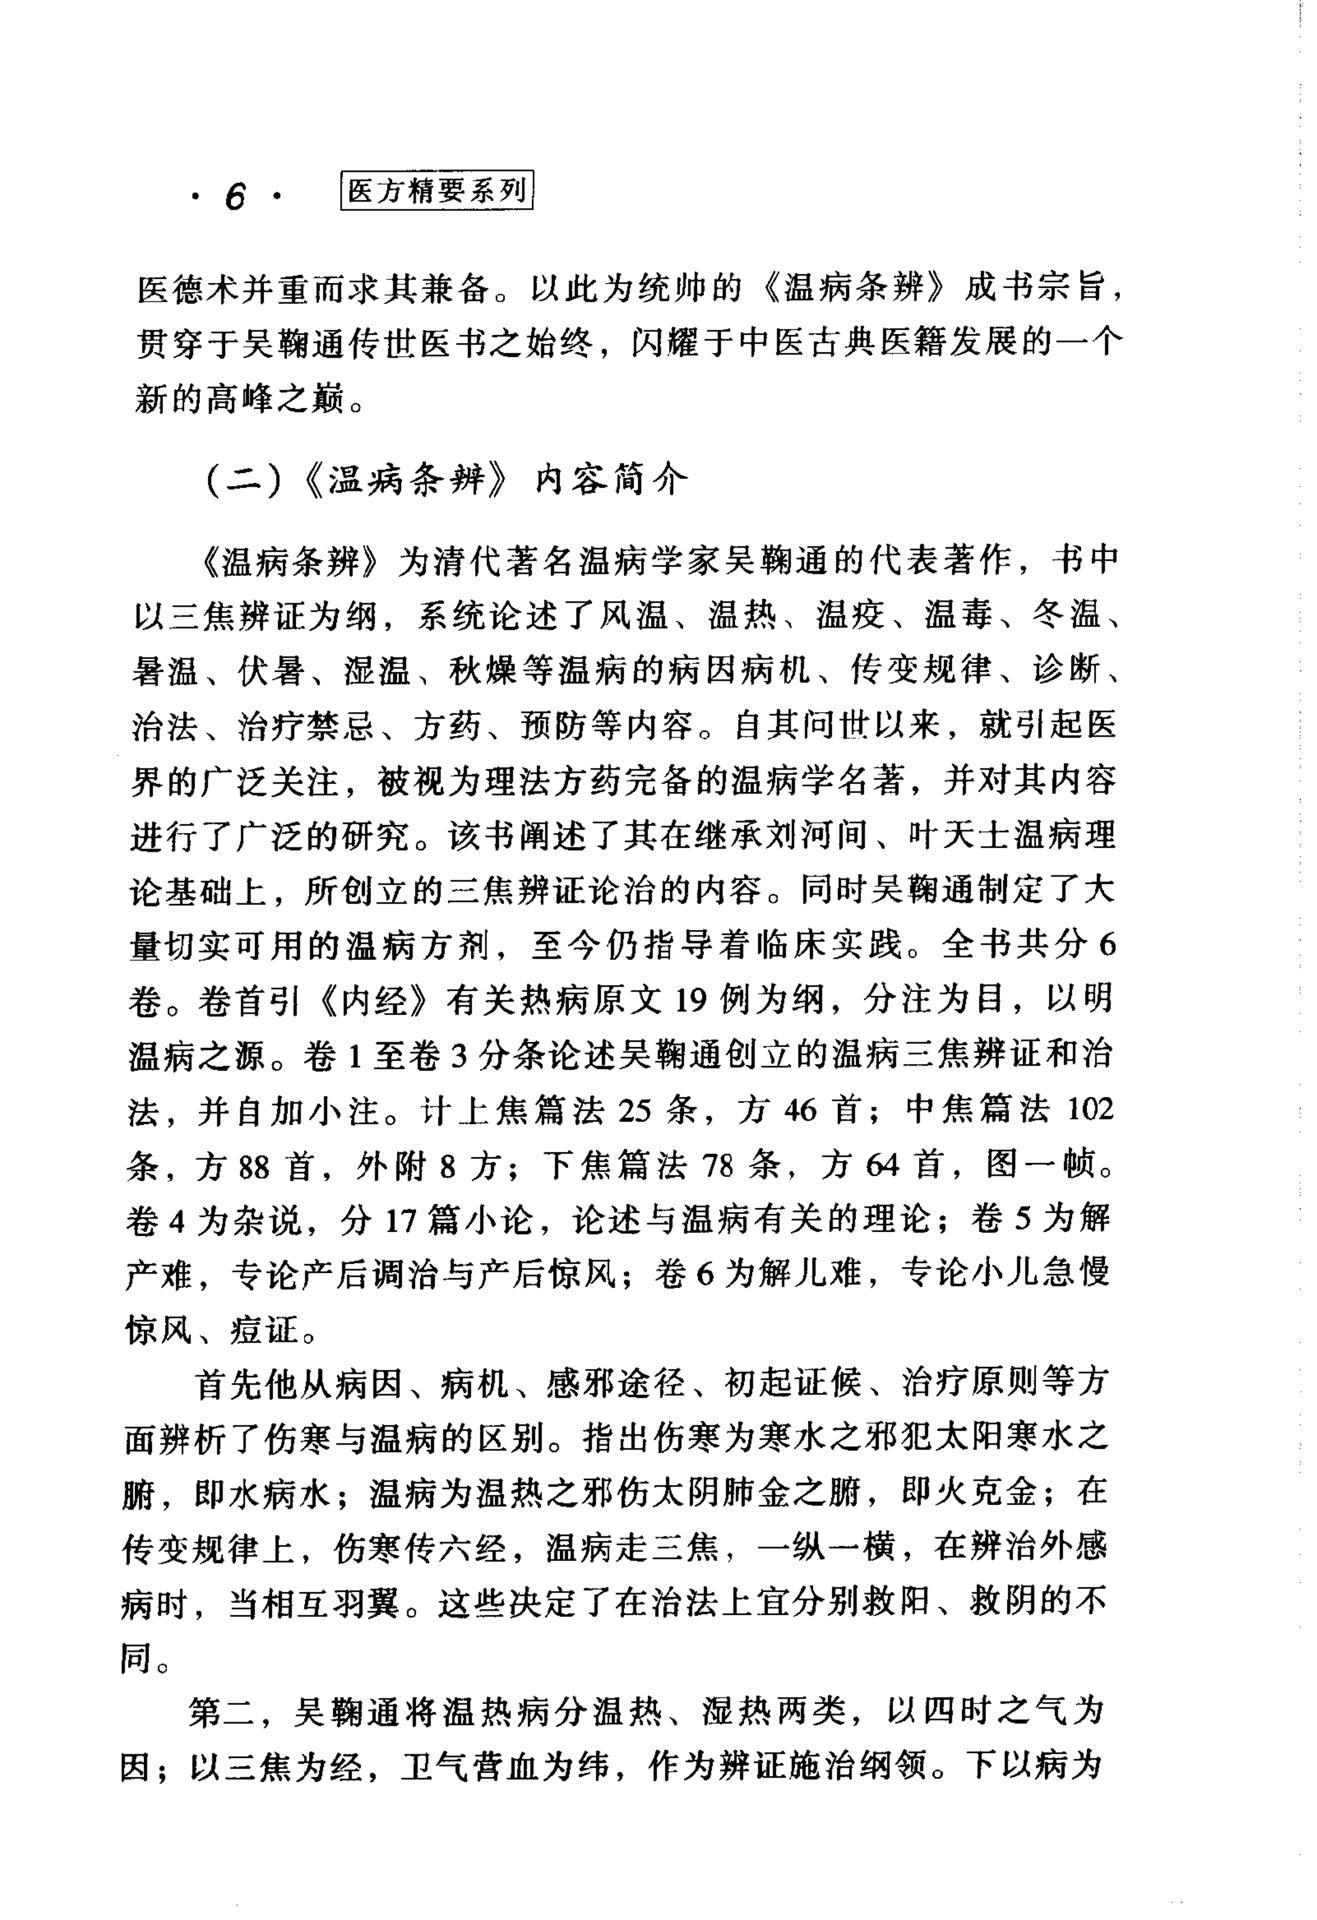 ·6· 医方精要系列
医德术并重而求其兼备。以此为统帅的《温病条辨》成书宗旨，
贯穿于吴鞠通传世医书之始终，闪耀于中医古典医籍发展的一个
新的高峰之巅。
(二)《温病条辨》内容简介
《温病条辨》为清代著名温病学家吴鞠通的代表著作，书中
以三焦辨证为纲，系统论述了风温、温热、温疫、温毒、冬温、
暑温、伏暑、湿温、秋燥等温病的病因病机、传变规律、诊断、
治法、治疗禁忌、方药、预防等内容。自其问世以来，就引起医
界的广泛关注，被视为理法方药完备的温病学名著，并对其内容
进行了广泛的研究。该书阐述了其在继承刘河间、叶天士温病理
论基础上，所创立的三焦辨证论治的内容。同时吴鞠通制定了大
量切实可用的温病方剂，至今仍指导着临床实践。全书共分6
卷。卷首引《内经》有关热病原文19例为纲，分注为目，以明
温病之源。卷1至卷3分条论述吴鞠通创立的温病三焦辨证和治
法，并自加小注。计上焦篇法25条，方46首；中焦篇法102
条，方88首，外附8方；下焦篇法78条，方64首，图一帧。
卷4为杂说，分17篇小论，论述与温病有关的理论；卷5为解
产难，专论产后调治与产后惊风；卷6为解儿难，专论小儿急慢
惊风、痘证。
首先他从病因、病机、感邪途径、初起证候、治疗原则等方
面辨析了伤寒与温病的区别。指出伤寒为寒水之邪犯太阳寒水之
腑，即水病水；温病为温热之邪伤太阴肺金之腑，即火克金；在
传变规律上，伤寒传六经，温病走三焦，一纵一横，在辨治外感
病时，当相互羽翼。这些决定了在治法上宜分别救阳、救阴的不
同。
第二，吴鞠通将温热病分温热、湿热两类，以四时之气为
因；以三焦为经，卫气营血为纬，作为辨证施治纲领。下以病为